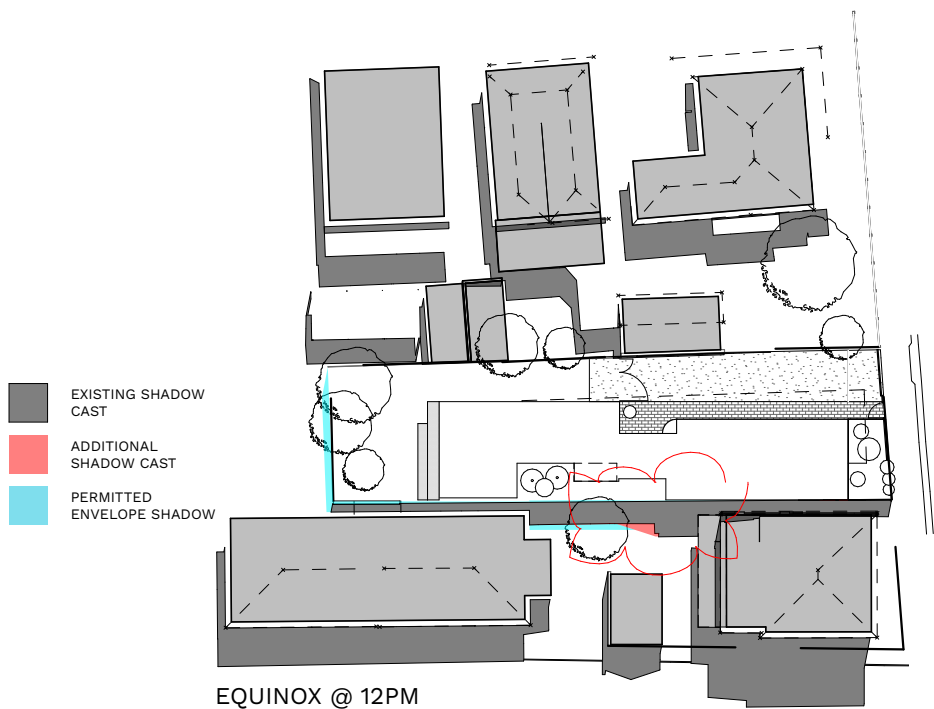 EXISTING SHADOW
CAST
ADDITIONAL
SHADOW CAST
PERMITTED
ENVELOPE SHADOW
EQUINOX @ 12PM